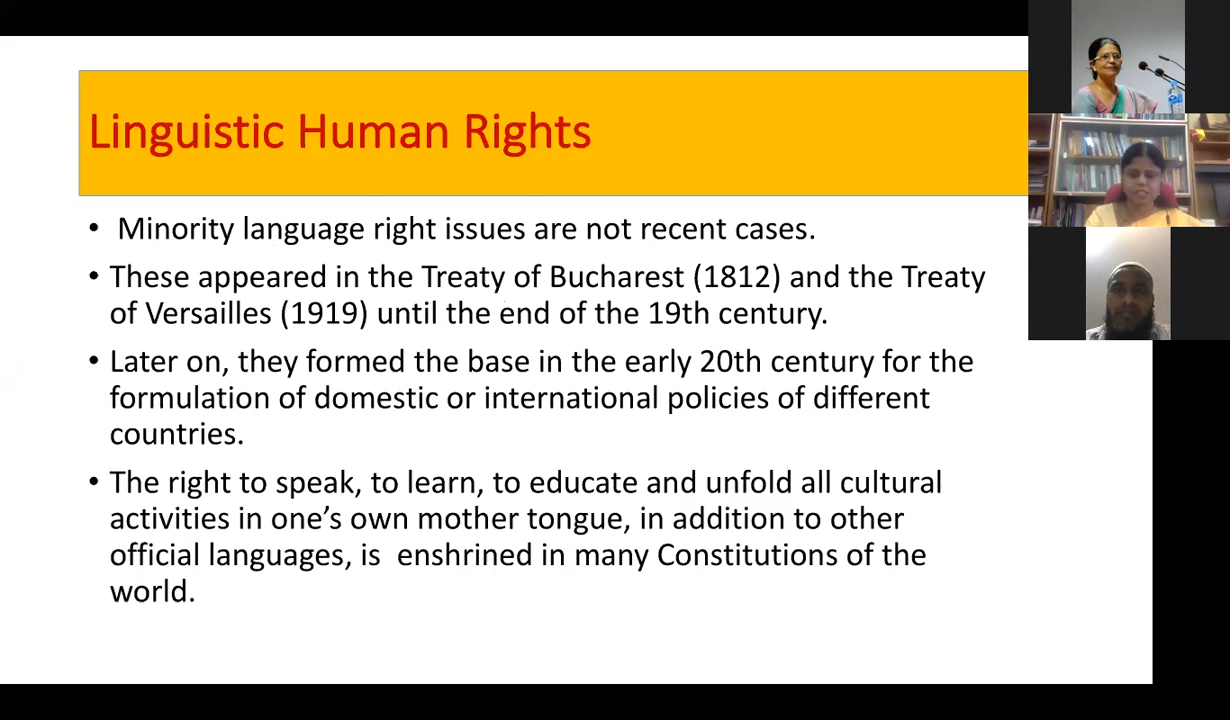 Linguistic Human Rights
• Minority language right issues are not recent cases.
• These appeared in the Treaty of Bucharest (1812) and the Treaty
of Versailles (1919) until the end of the 19th century.
• Later on, they formed the base in the early 20th century for the
formulation of domestic or international policies of different
countries.
• The right to speak, to learn, to educate and unfold all cultural
activities in one’s own mother tongue, in addition to other
official languages, is enshrined in many Constitutions of the
world.